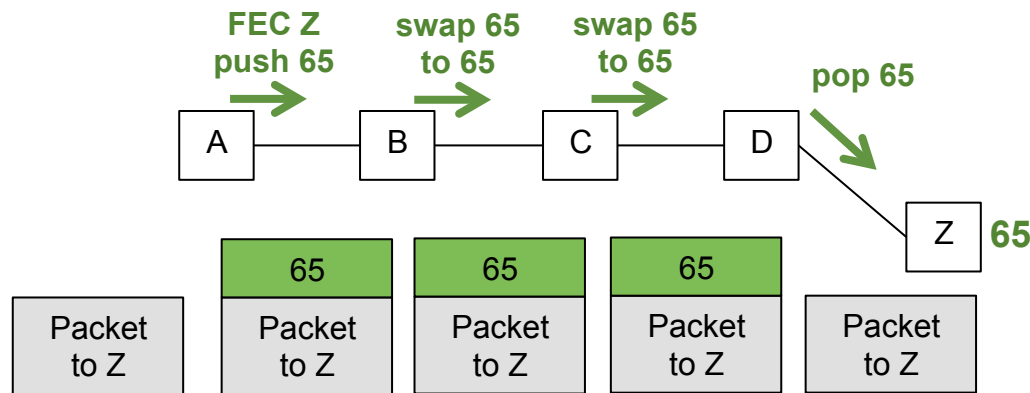 FEC Z
push 65
swap 65
to 65
swap 65
to 65
pop 65
A
B
C
D
Z
65
65
65
65
Packet
to Z
Packet
to Z
Packet
to Z
Packet
to Z
Packet
to Z